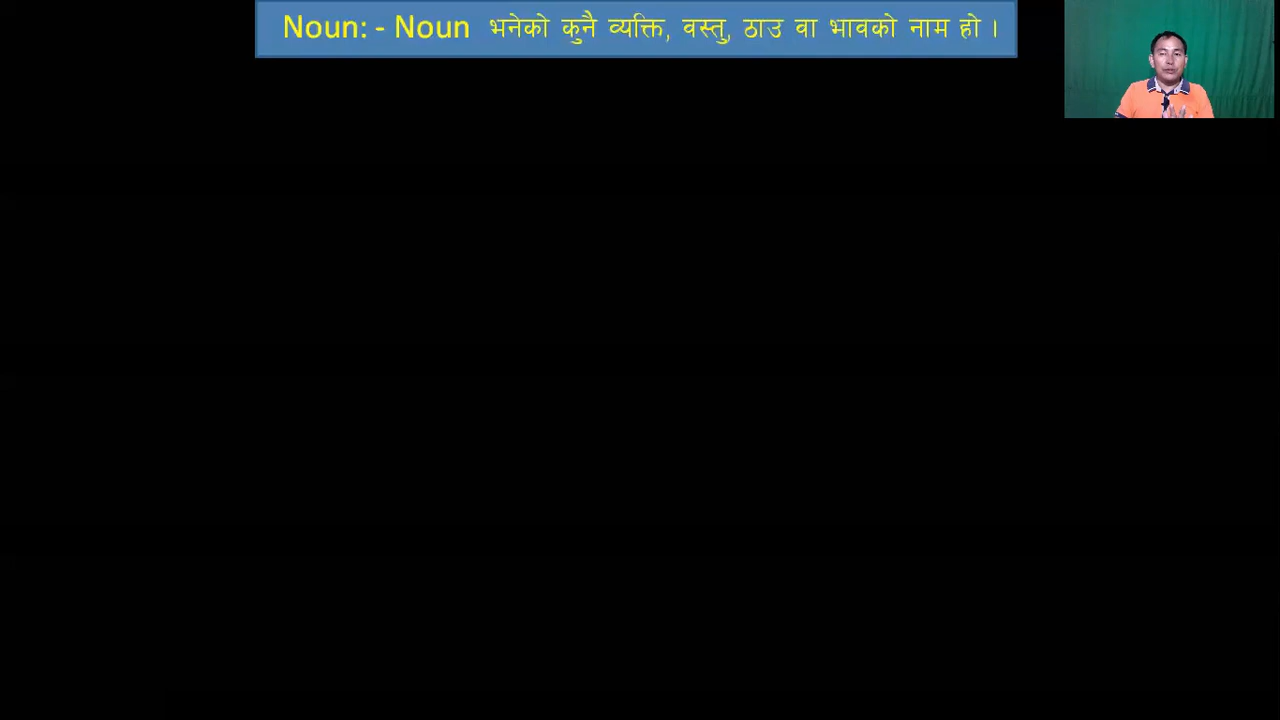 Noun: - Noun भनेको कुनै व्यक्ति, वस्तु, ठाउ वा भावको नाम हो ।